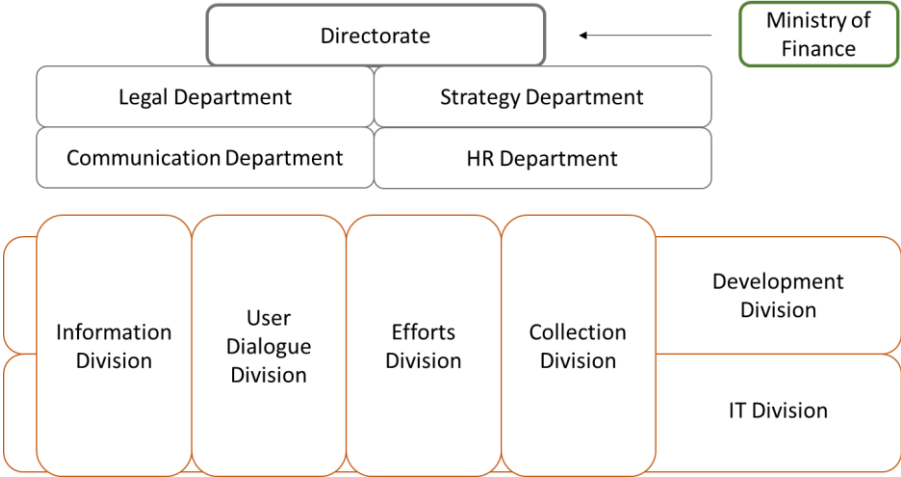 Directorate
Ministry of
Finance
Legal Department
Strategy Department
Communication Department
HR Department
Information
Division
User
Dialogue
Division
Efforts
Division
Collection
Division
Development
Division
IT Division